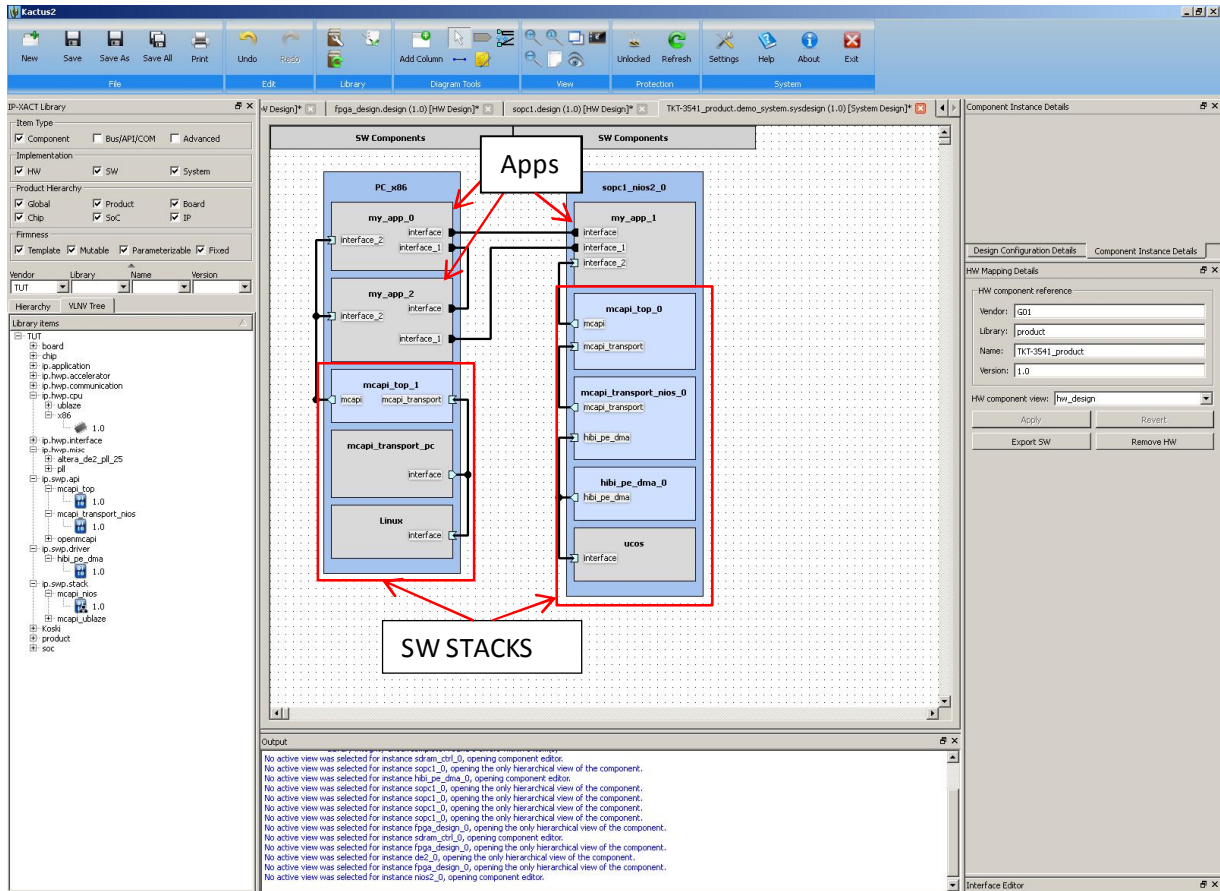 Kactus2
New Save Save As Save All Print
File
Undo Redo
Edit
Library
Add Column
Diagram Tools
View
Unlocked Refresh
Protection
Settings Help About Exit
System
IP-XACT Library
Item Type
Component Bus/API/COM Advanced
Implementation
HW SW System
Product Hierarchy
Global Product Board
Chip SoC IP
Firmness
Template Mutable Parameterizable Fixed
Vendor Library Name Version
TUT
Hierarchy VLNV Tree
Library items
TUT
board
chip
ip.application
ip.hwp.accelerator
ip.hwp.communication
ip.hwp.cpu
ublaze
x86
1.0
ip.hwp.interface
ip.hwp.misc
altera_de2_pll_25
pll
ip.swp.api
mcapi_top
1.0
mcapi_transport_nios
1.0
openmcapi
ip.swp.driver
hibi_pe_dma
1.0
ip.swp.stack
mcapi_nios
1.0
mcapi_ublaze
Koski
product
soc
W Design]* fpga_design.design (1.0) [HW Design]* sopc1.design (1.0) [HW Design]* TKT-3541_product.demo_system.sysdesign (1.0) [System Design]*
SW Components SW Components
Apps
PC_x86
my_app_0
interface
interface_2
interface_1
my_app_2
interface
interface_2
interface_1
mcapi_top_1
mcapi mcapi_transport
mcapi_transport_pc
interface
Linux
interface
sopc1_nios2_0
my_app_1
interface
interface_1
interface_2
mcapi_top_0
mcapi
mcapi_transport
mcapi_transport_nios_0
mcapi_transport
hibi_pe_dma
hibi_pe_dma_0
hibi_pe_dma
ucos
interface
SW STACKS
Output
No active view was selected for instance sdram_ctrl_0, opening component editor.
No active view was selected for instance sopc1_0, opening the only hierarchical view of the component.
No active view was selected for instance hibi_pe_dma_0, opening component editor.
No active view was selected for instance sopc1_0, opening the only hierarchical view of the component.
No active view was selected for instance sopc1_0, opening the only hierarchical view of the component.
No active view was selected for instance sopc1_0, opening the only hierarchical view of the component.
No active view was selected for instance sopc1_0, opening the only hierarchical view of the component.
No active view was selected for instance fpga_design_0, opening the only hierarchical view of the component.
No active view was selected for instance sdram_ctrl_0, opening component editor.
No active view was selected for instance fpga_design_0, opening the only hierarchical view of the component.
No active view was selected for instance de2_0, opening the only hierarchical view of the component.
No active view was selected for instance fpga_design_0, opening the only hierarchical view of the component.
No active view was selected for instance nios2_0, opening component editor.
Component Instance Details
Design Configuration Details Component Instance Details
HW Mapping Details
HW component reference
Vendor: G01
Library: product
Name: TKT-3541_product
Version: 1.0
HW component view: hw_design
Apply Revert
Export SW Remove HW
Interface Editor